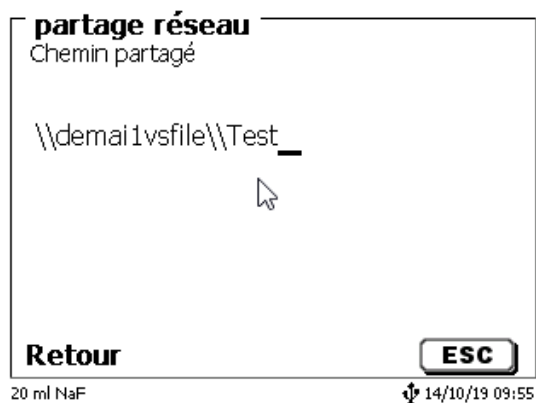 partage réseau
Chemin partagé
\\demai1vsfile\\Test_
Retour
ESC
20 ml NaF
14/10/19 09:55